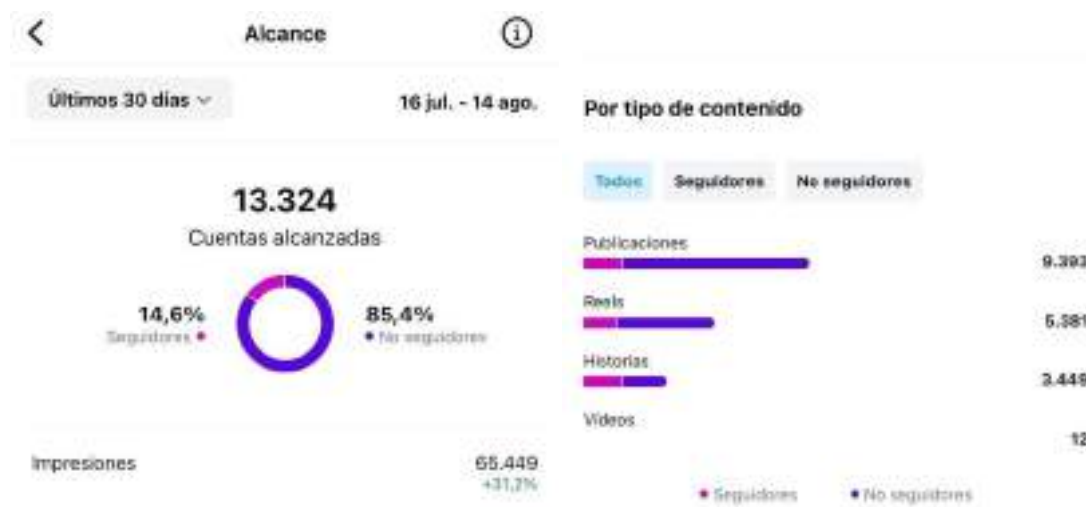 Alcance
Últimos 30 días
16 jul. - 14 ago.
13.324
Cuentas alcanzadas
14,6%
Seguidores
85,4%
No seguidores
Impresiones
65.449
+31,2%
Por tipo de contenido
Todos
Seguidores
No seguidores
Publicaciones
9.393
Reels
5.381
Historias
3.449
Vídeos
12
Seguidores
No seguidores